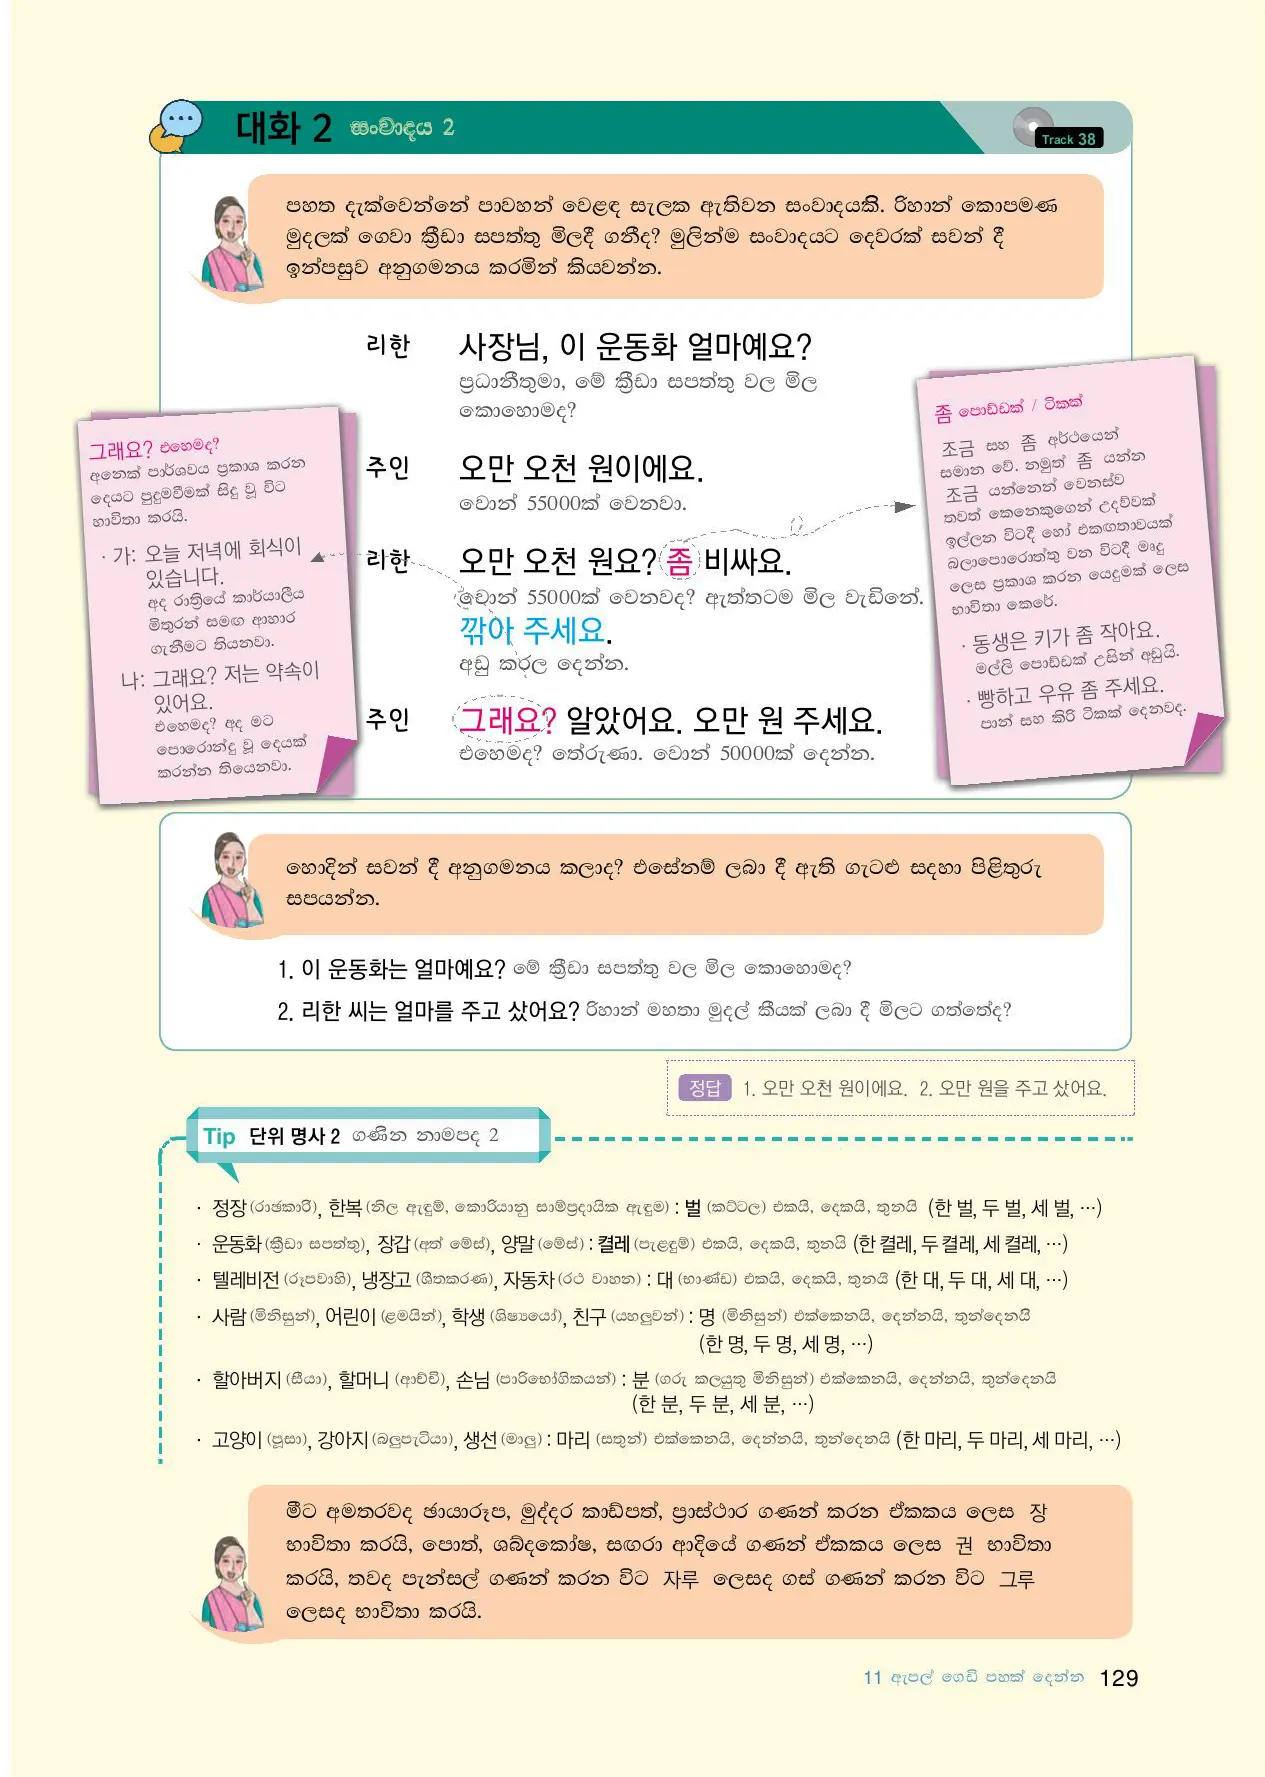 대화 2 සංවාදය 2
Track 38
පහත දැක්වෙන්නේ පාවහන් වෙළඳ සැලක ඇතිවන සංවාදයකි. රිහාන් කොපමණ
මුදලක් ගෙවා ක්‍රීඩා සපත්තු මිලදී ගනීද? මුලින්ම සංවාදයට දෙවරක් සවන් දී
ඉන්පසුව අනුගමනය කරමින් කියවන්න.
리한 사장님, 이 운동화 얼마예요?
ප්‍රධානීතුමා, මේ ක්‍රීඩා සපත්තු වල මිල
කොහොමද?
주인 오만 오천 원이에요.
වොන් 55000ක් වෙනවා.
리한 오만 오천 원요? 좀 비싸요.
වොන් 55000ක් වෙනවද? ඇත්තටම මිල වැඩිනේ.
깎아 주세요.
අඩු කරල දෙන්න.
주인 그래요? 알았어요. 오만 원 주세요.
එහෙමද? තේරුණා. වොන් 50000ක් දෙන්න.
그래요? එහෙමද?
අනෙක් පාර්ශවය ප්‍රකාශ කරන
දෙයට පුදුමවීමක් සිදු වූ විට
භාවිතා කරයි.
· 가: 오늘 저녁에 회식이
있습니다.
අද රාත්‍රියේ කාර්යාලීය
මිතුරන් සමඟ ආහාර
ගැනීමට තියනවා.
나: 그래요? 저는 약속이
있어요.
එහෙමද? අද මට
පොරොන්දු වූ දෙයක්
කරන්න තියෙනවා.
좀 පොඩ්ඩක් / ටිකක්
조금 සහ 좀 අර්ථයෙන්
සමාන වේ. නමුත් 좀 යන්න
조금 යන්නෙන් වෙනස්ව
තවත් කෙනෙකුගෙන් උදව්වක්
ඉල්ලන විටදී හෝ එකඟතාවයක්
බලාපොරොත්තු වන විටදී මෘදු
ලෙස ප්‍රකාශ කරන යෙදුමක් ලෙස
භාවිතා කෙරේ.
· 동생은 키가 좀 작아요.
මල්ලි පොඩ්ඩක් උසින් අඩුයි.
· 빵하고 우유 좀 주세요.
පාන් සහ කිරි ටිකක් දෙනවද.
හොදින් සවන් දී අනුගමනය කලාද? එසේනම් ලබා දී ඇති ගැටළු සදහා පිළිතුරු
සපයන්න.
1. 이 운동화는 얼마예요? මේ ක්‍රීඩා සපත්තු වල මිල කොහොමද?
2. 리한 씨는 얼마를 주고 샀어요? රිහාන් මහතා මුදල් කීයක් ලබා දී මිලට ගත්තේද?
정답 1. 오만 오천 원이에요. 2. 오만 원을 주고 샀어요.
Tip 단위 명사 2 ගණින නාමපද 2
· 정장 (රාජකාරී), 한복 (නිල ඇඳුම්, කොරියානු සාම්ප්‍රදායික ඇඳුම) : 벌 (කට්ටල) එකයි, දෙකයි, තුනයි (한 벌, 두 벌, 세 벌, …)
· 운동화 (ක්‍රීඩා සපත්තු), 장갑 (අත් මේස්), 양말 (මේස්) : 켤레 (පැළඳුම්) එකයි, දෙකයි, තුනයි (한 켤레, 두 켤레, 세 켤레, …)
· 텔레비전 (රූපවාහි), 냉장고 (ශීතකරණ), 자동차 (රථ වාහන) : 대 (භාණ්ඩ) එකයි, දෙකයි, තුනයි (한 대, 두 대, 세 대, …)
· 사람 (මිනිසුන්), 어린이 (ළමයින්), 학생 (ශිෂ්‍යයෝ), 친구 (යහලුවන්) : 명 (මිනිසුන්) එක්කෙනයි, දෙන්නයි, තුන්දෙනයි
(한 명, 두 명, 세 명, …)
· 할아버지 (සීයා), 할머니 (ආච්චි), 손님 (පාරිභෝගිකයන්) : 분 (ගරු කලයුතු මිනිසුන්) එක්කෙනයි, දෙන්නයි, තුන්දෙනයි
(한 분, 두 분, 세 분, …)
· 고양이 (පූසා), 강아지 (බලුපැටියා), 생선 (මාලු) : 마리 (සතුන්) එක්කෙනයි, දෙන්නයි, තුන්දෙනයි (한 마리, 두 마리, 세 마리, …)
මීට අමතරවද ඡායාරූප, මුද්දර කාඩ්පත්, ප්‍රාස්ථාර ගණන් කරන ඒකකය ලෙස 장
භාවිතා කරයි, පොත්, ශබ්දකෝෂ, සඟරා ආදියේ ගණන් ඒකකය ලෙස 권 භාවිතා
කරයි, තවද පැන්සල් ගණන් කරන විට 자루 ලෙසද ගස් ගණන් කරන විට 그루
ලෙසද භාවිතා කරයි.
11 ඇපල් ගෙඩි පහක් දෙන්න 129